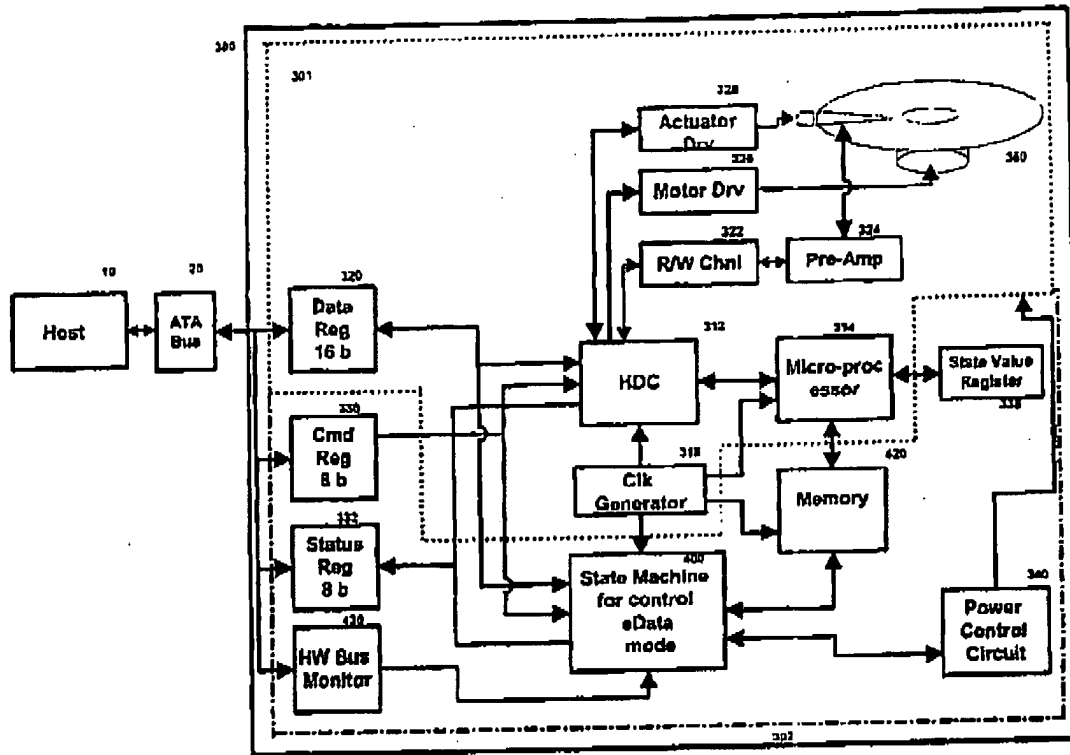 300
301
328
Actuator
Drv
326
Motor Drv
360
322
R/W Chnl
324
Pre-Amp
10
Host
20
ATA
Bus
320
Data
Reg
16 b
312
HDC
314
Micro-proc
essor
State Value
Register
338
330
Cmd
Reg
8 b
318
Clk
Generator
420
Memory
332
Status
Reg
8 b
400
State Machine
for control
eData
mode
340
Power
Control
Circuit
430
HW Bus
Monitor
302